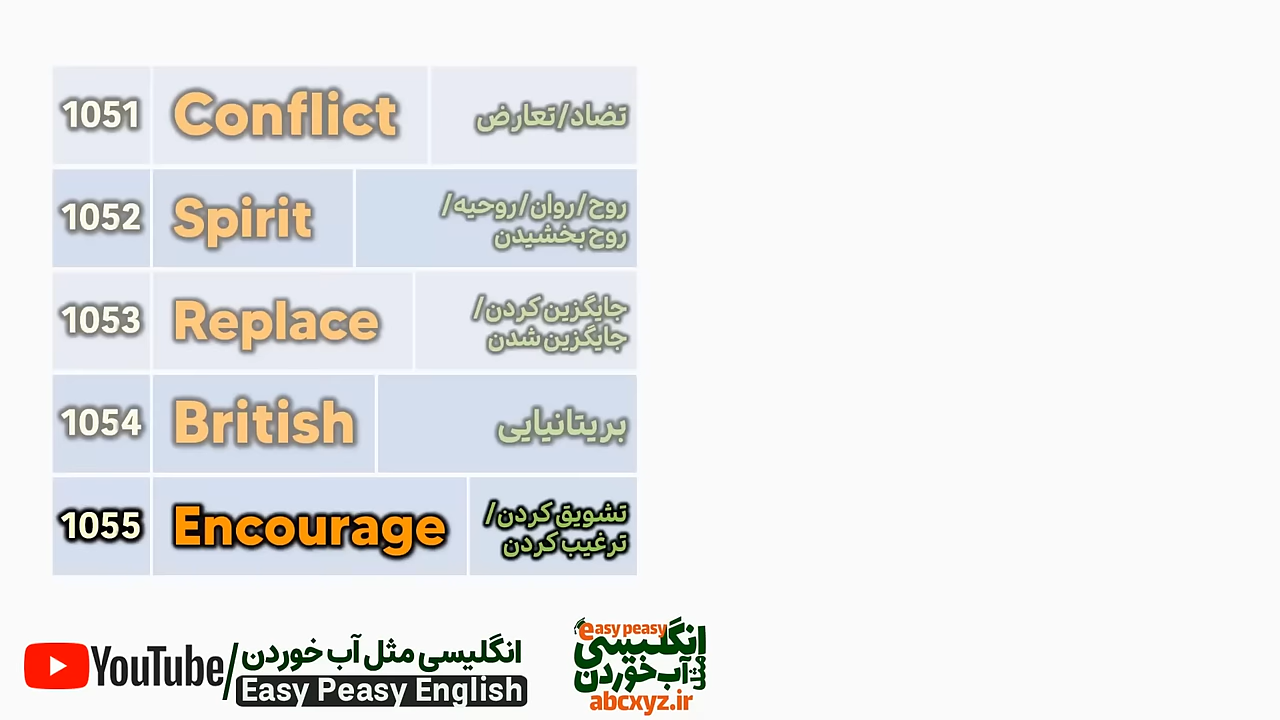 1051 Conflict تضاد/تعارض
1052 Spirit روح/روان/روحیه/
روح بخشیدن
1053 Replace جایگزین کردن/
جایگزین شدن
1054 British بریتانیایی
1055 Encourage تشویق کردن/
ترغیب کردن
YouTube/انگلیسی مثل آب خوردن
Easy Peasy English
easy peasy
انگلیسی
مثل آب خوردن
abcxyz.ir